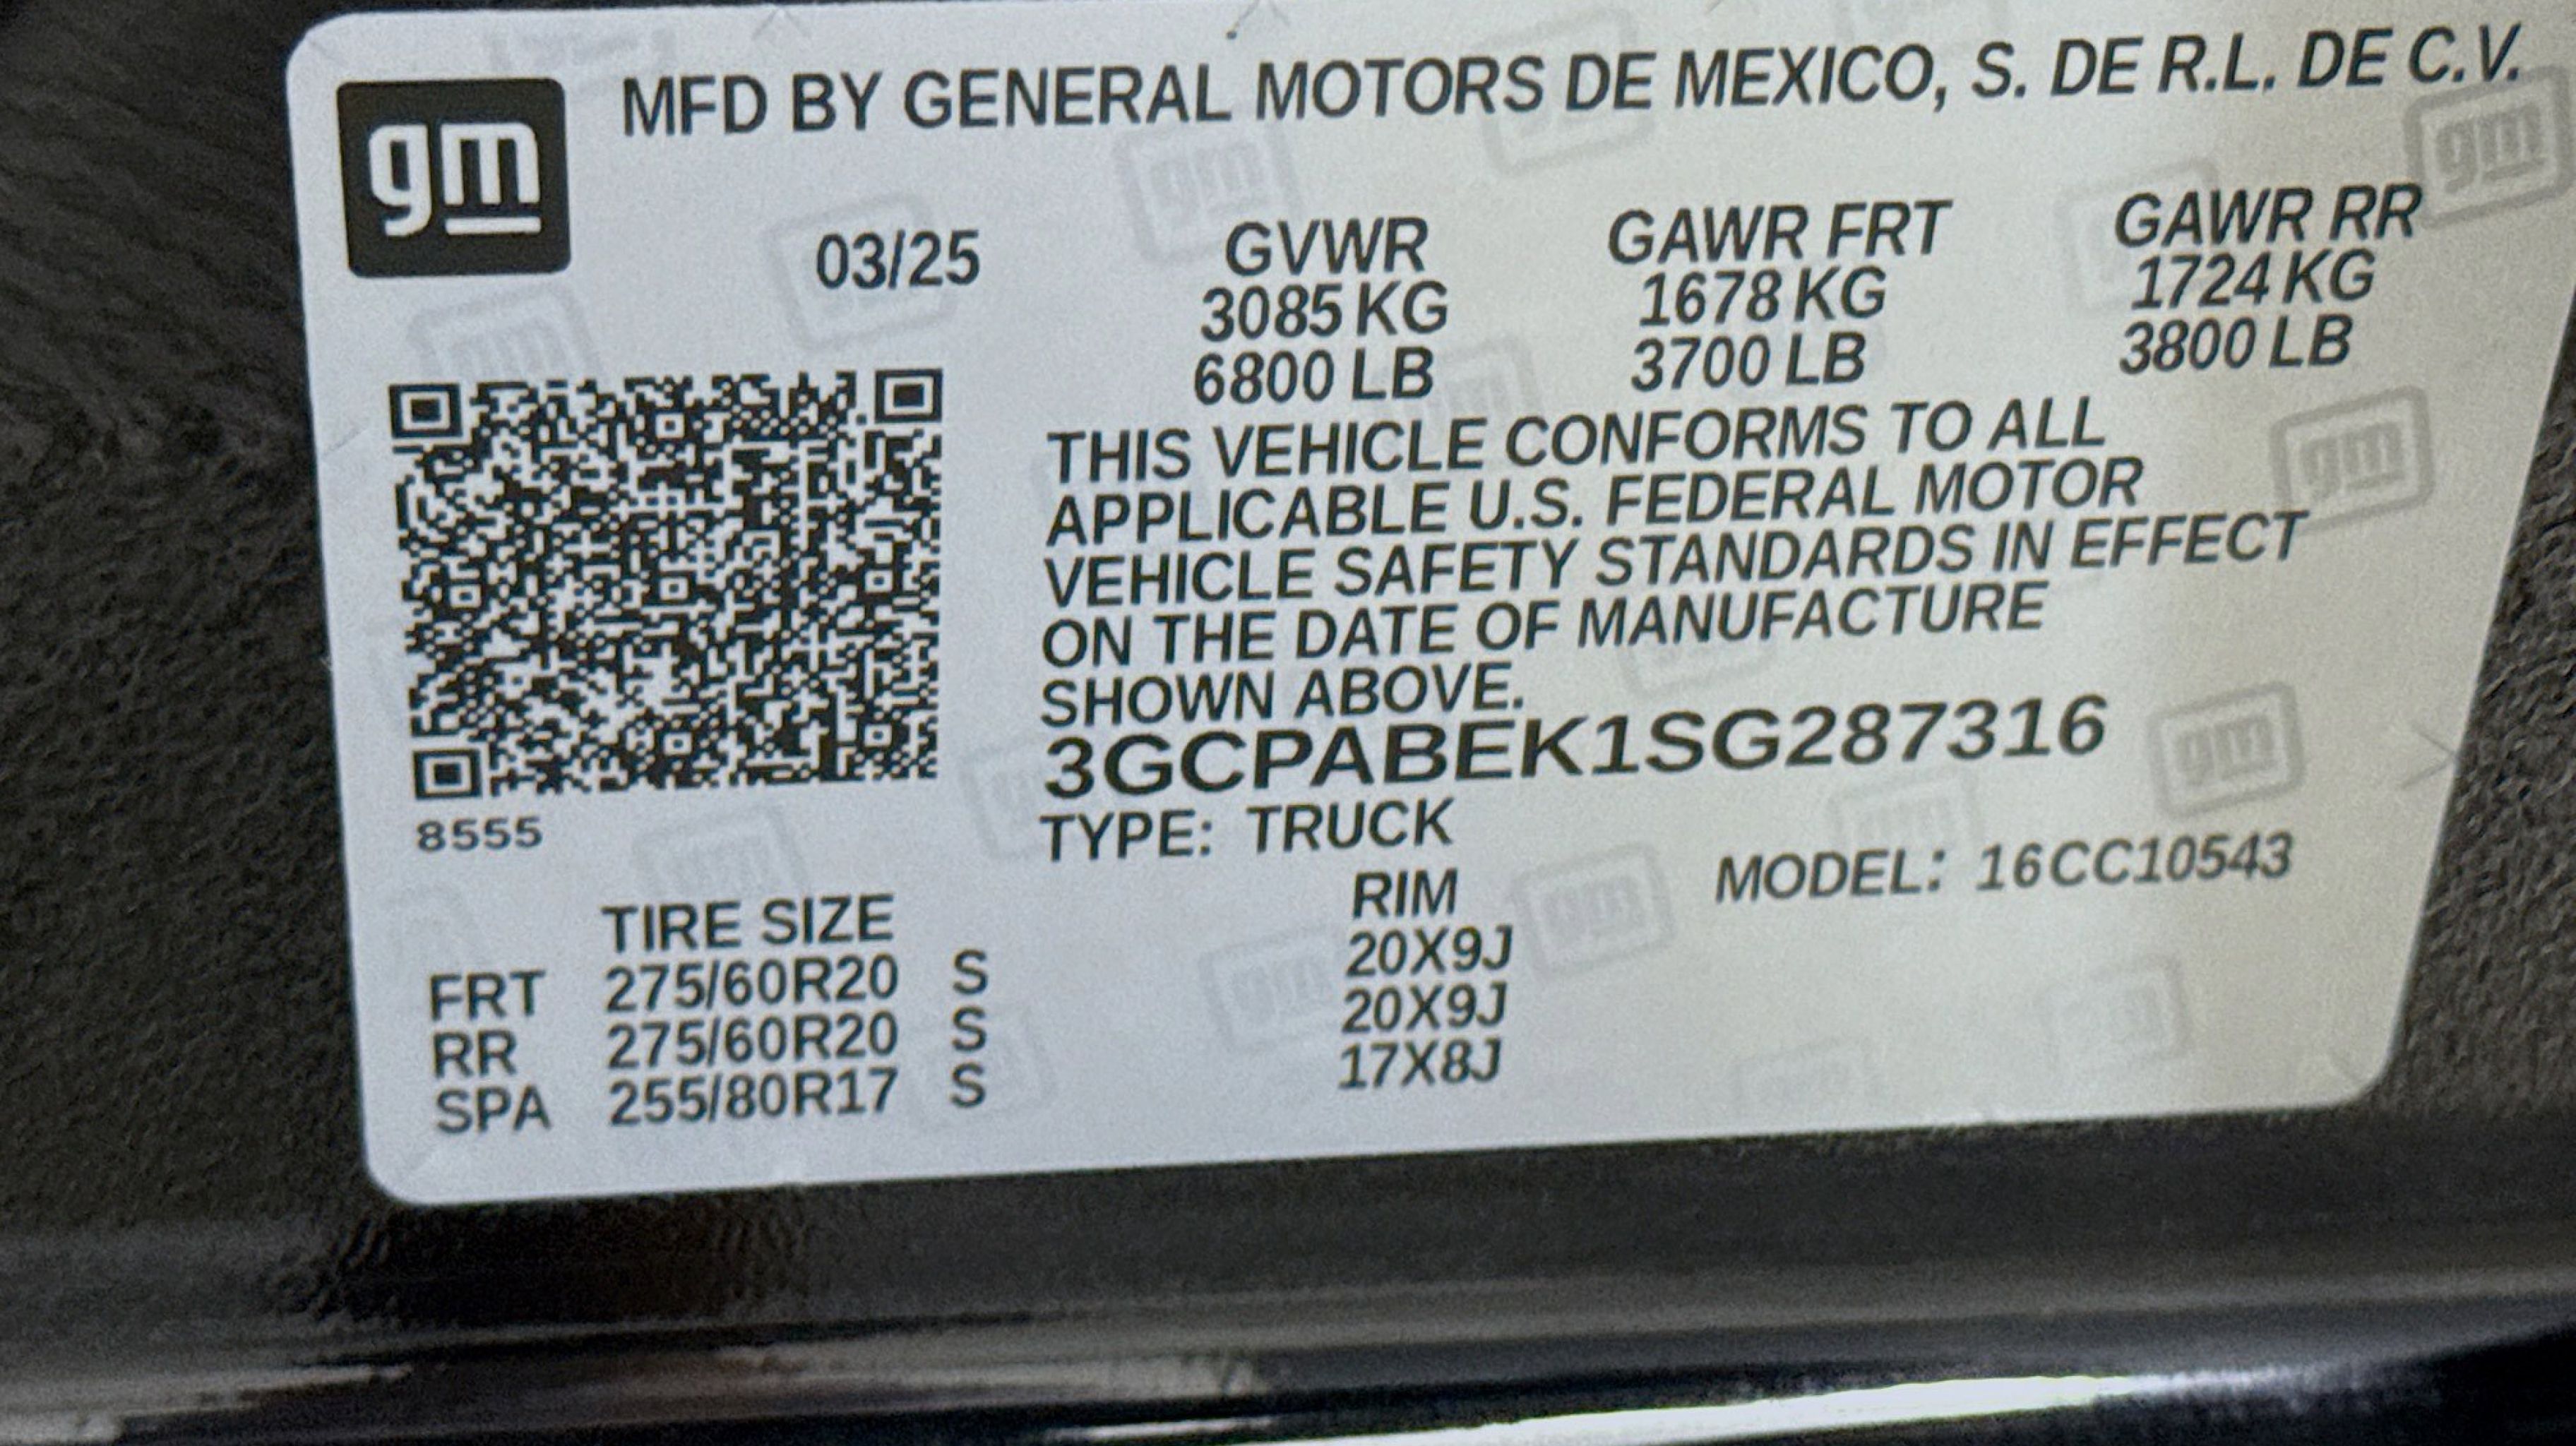 gm
MFD BY GENERAL MOTORS DE MEXICO, S. DE R.L. DE C.V.
03/25 GVWR GAWR FRT GAWR RR
3085 KG 1678 KG 1724 KG
6800 LB 3700 LB 3800 LB
THIS VEHICLE CONFORMS TO ALL
APPLICABLE U.S. FEDERAL MOTOR
VEHICLE SAFETY STANDARDS IN EFFECT
ON THE DATE OF MANUFACTURE
SHOWN ABOVE.
3GCPABEK1SG287316
8555
TYPE: TRUCK
MODEL: 16CC10543
TIRE SIZE RIM
FRT 275/60R20 S 20X9J
RR 275/60R20 S 20X9J
SPA 255/80R17 S 17X8J